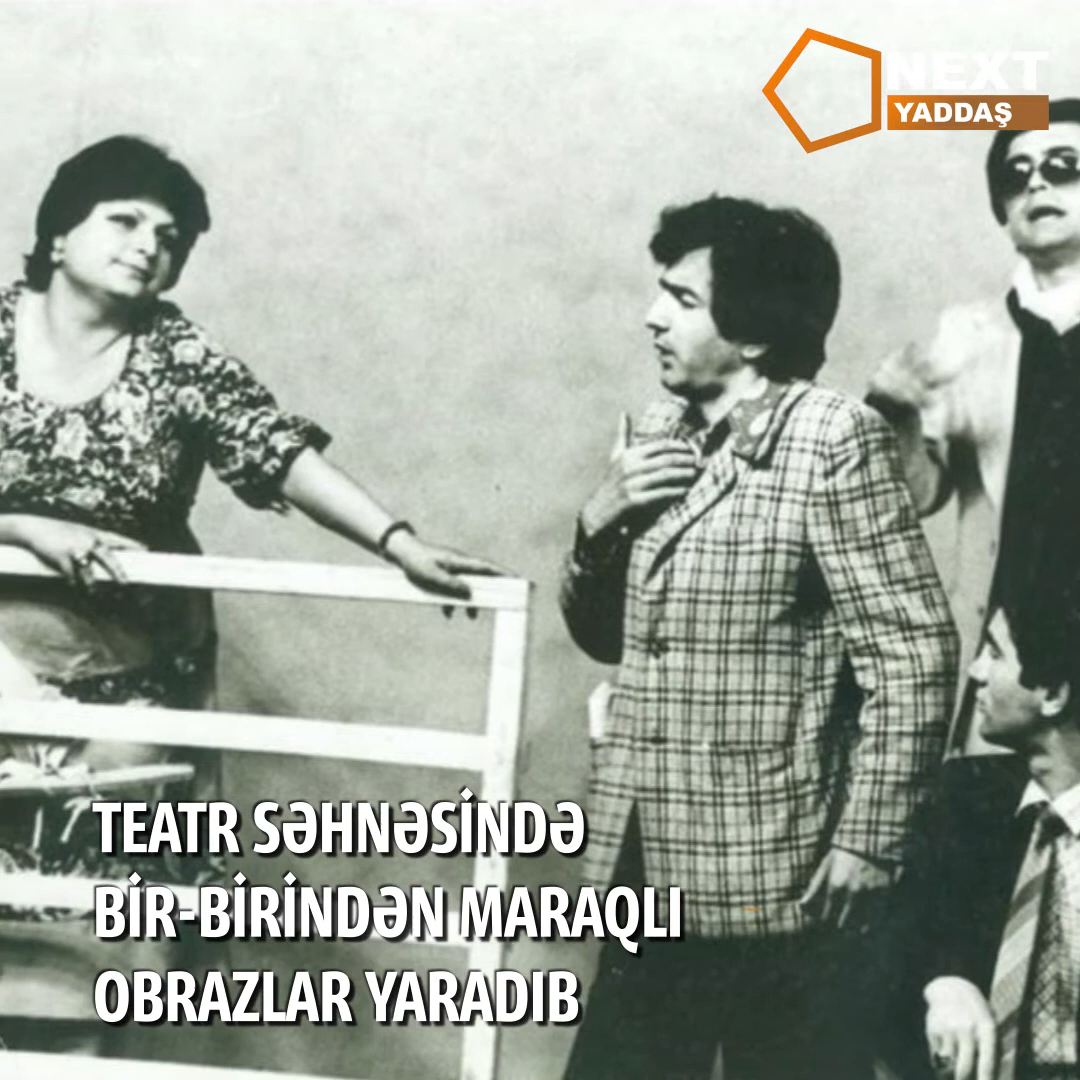 NEXT
YADDAŞ
TEATR SƏHNƏSİNDƏ
BİR-BİRİNDƏN MARAQLI
OBRAZLAR YARADIB